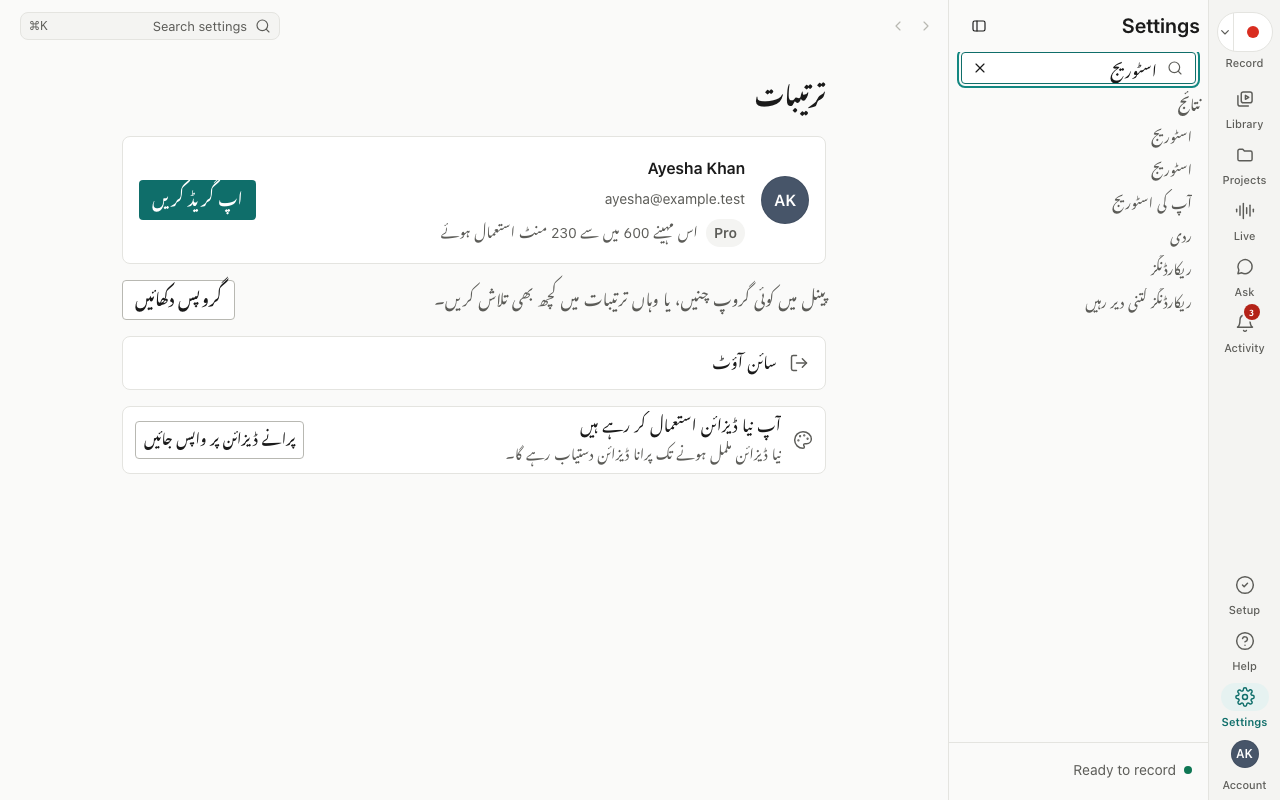 Record
Library
Projects
Live
Ask
3
Activity
Setup
Help
Settings
AK
Account
Settings
استوریج
نتائج
اسٹوریج
اسٹوریج
آپ کی اسٹوریج
ردی
ریکارڈنگز
ریکارڈنگز کتنی دیر رہیں
Ready to record
Search settings ⌘K
ترتیبات
AK
Ayesha Khan
ayesha@example.test
Pro اس مہینے 600 میں سے 230 منٹ استعمال ہوئے
اپ گریڈ کریں
پینل میں کوئی گروپ چنیں، یا وہاں ترتیبات میں کچھ بھی تلاش کریں۔
گروپس دکھائیں
سائن آؤٹ
آپ نیا ڈیزائن استعمال کر رہے ہیں
نیا ڈیزائن مکمل ہونے تک پرانا ڈیزائن دستیاب رہے گا۔
پرانے ڈیزائن پر واپس جائیں